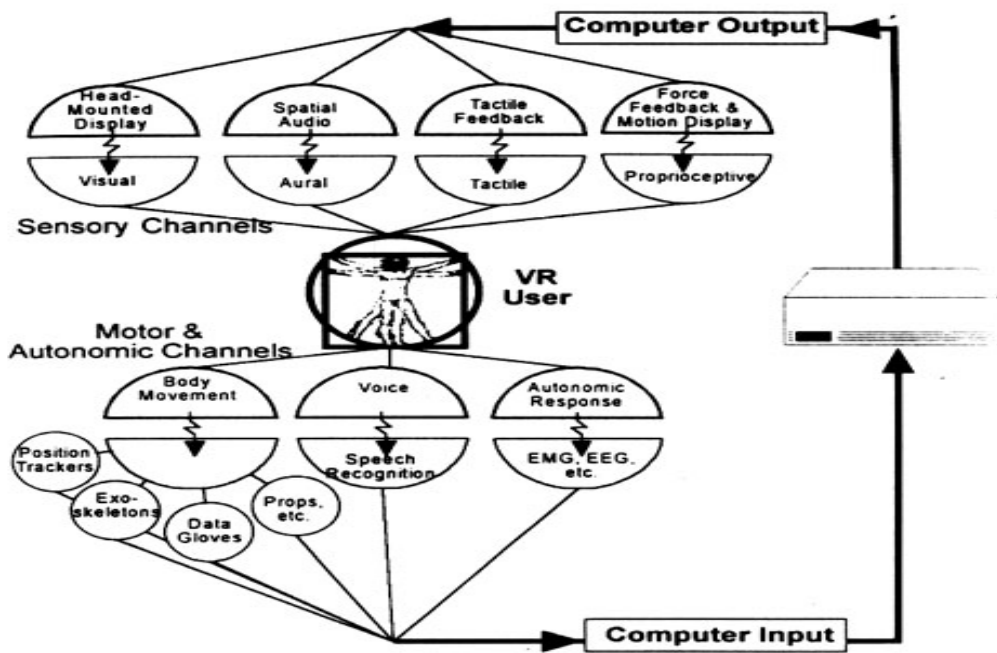 Computer Output
Head-
Mounted
Display
Spatial
Audio
Tactile
Feedback
Force
Feedback &
Motion Display
Visual
Aural
Tactile
Proprioceptive
Sensory Channels
VR
User
Motor &
Autonomic Channels
Body
Movement
Voice
Autonomic
Response
Position
Trackers
Speech
Recognition
EMG, EEG,
etc.
Exo-
skeletons
Data
Gloves
Props,
etc.
Computer Input